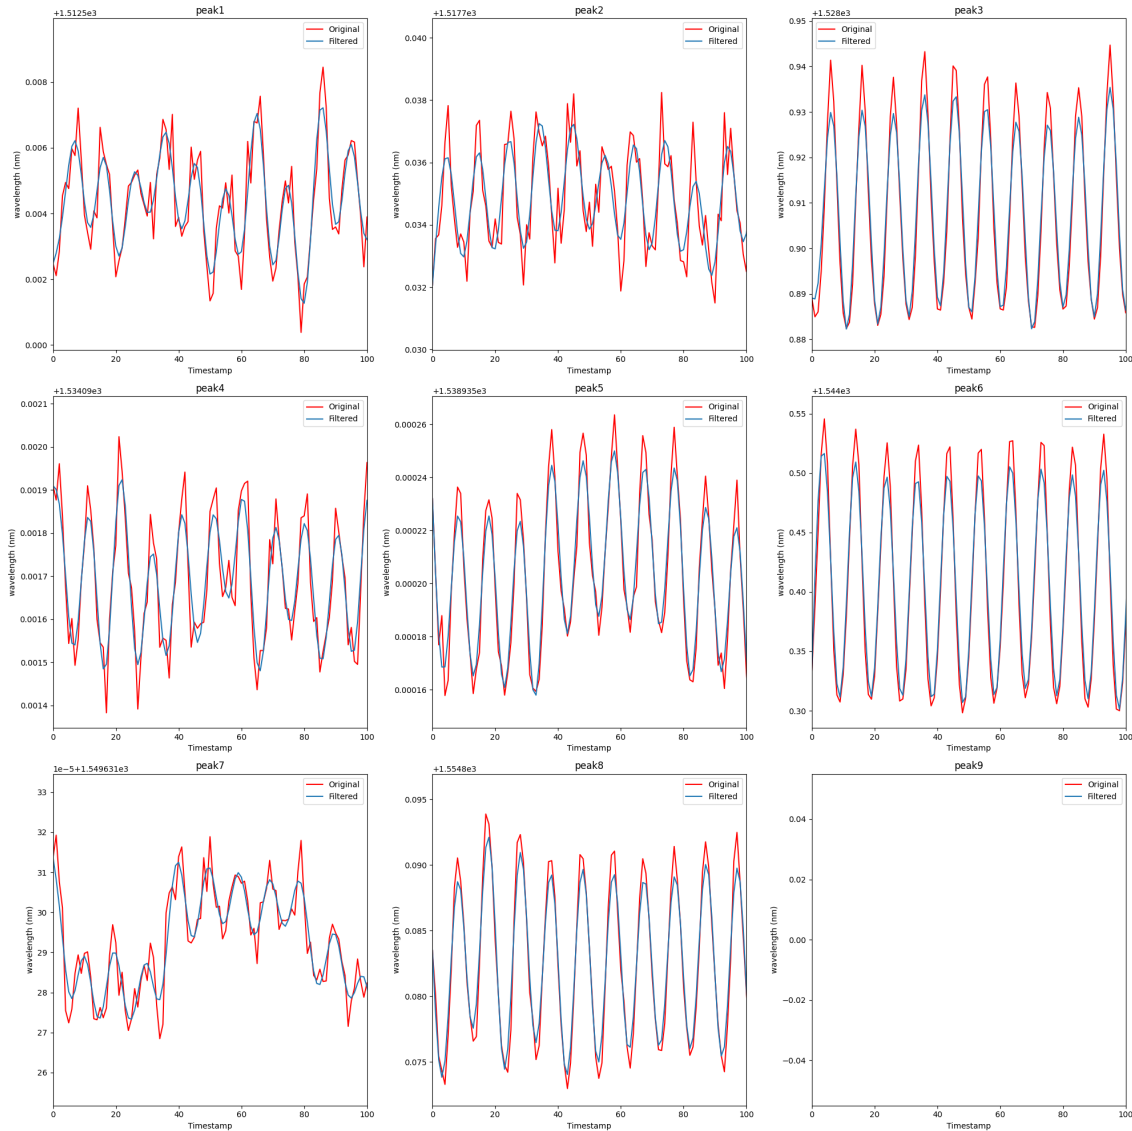 peak1
+1.5125e3
Original
Filtered
0.008
0.006
0.004
0.002
0.000
wavelength (nm)
0 20 40 60 80 100
Timestamp
peak2
+1.5177e3
Original
Filtered
0.040
0.038
0.036
0.034
0.032
0.030
wavelength (nm)
0 20 40 60 80 100
Timestamp
peak3
+1.528e3
Original
Filtered
0.95
0.94
0.93
0.92
0.91
0.90
0.89
0.88
wavelength (nm)
0 20 40 60 80 100
Timestamp
peak4
+1.53409e3
Original
Filtered
0.0021
0.0020
0.0019
0.0018
0.0017
0.0016
0.0015
0.0014
wavelength (nm)
0 20 40 60 80 100
Timestamp
peak5
+1.538935e3
Original
Filtered
0.00026
0.00024
0.00022
0.00020
0.00018
0.00016
wavelength (nm)
0 20 40 60 80 100
Timestamp
peak6
+1.544e3
Original
Filtered
0.55
0.50
0.45
0.40
0.35
0.30
wavelength (nm)
0 20 40 60 80 100
Timestamp
peak7
1e-5+1.549631e3
Original
Filtered
33
32
31
30
29
28
27
26
wavelength (nm)
0 20 40 60 80 100
Timestamp
peak8
+1.5548e3
Original
Filtered
0.095
0.090
0.085
0.080
0.075
wavelength (nm)
0 20 40 60 80 100
Timestamp
peak9
Original
Filtered
0.04
0.02
0.00
−0.02
−0.04
wavelength (nm)
0 20 40 60 80 100
Timestamp